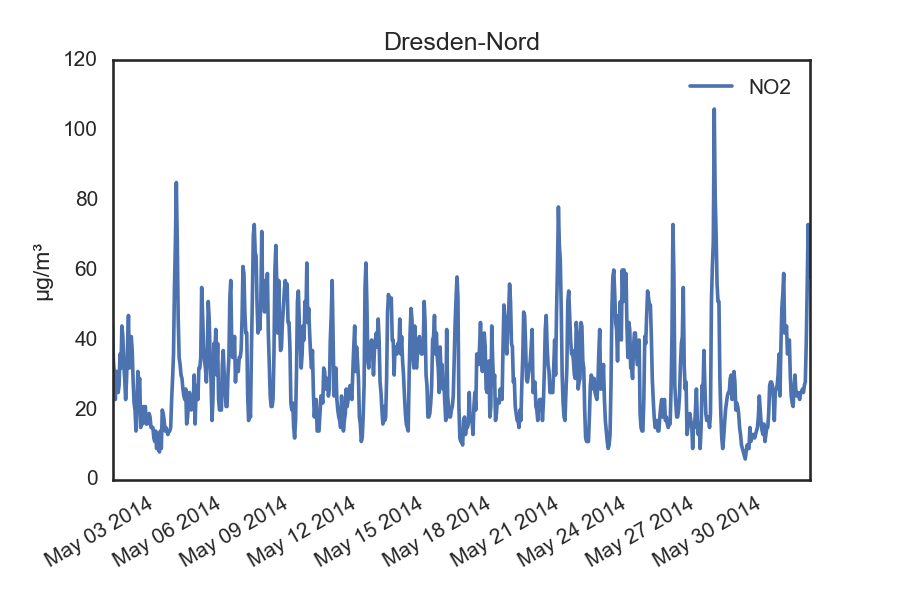 Dresden-Nord
NO2
µg/m³
120
100
80
60
40
20
0
May 03 2014
May 06 2014
May 09 2014
May 12 2014
May 15 2014
May 18 2014
May 21 2014
May 24 2014
May 27 2014
May 30 2014